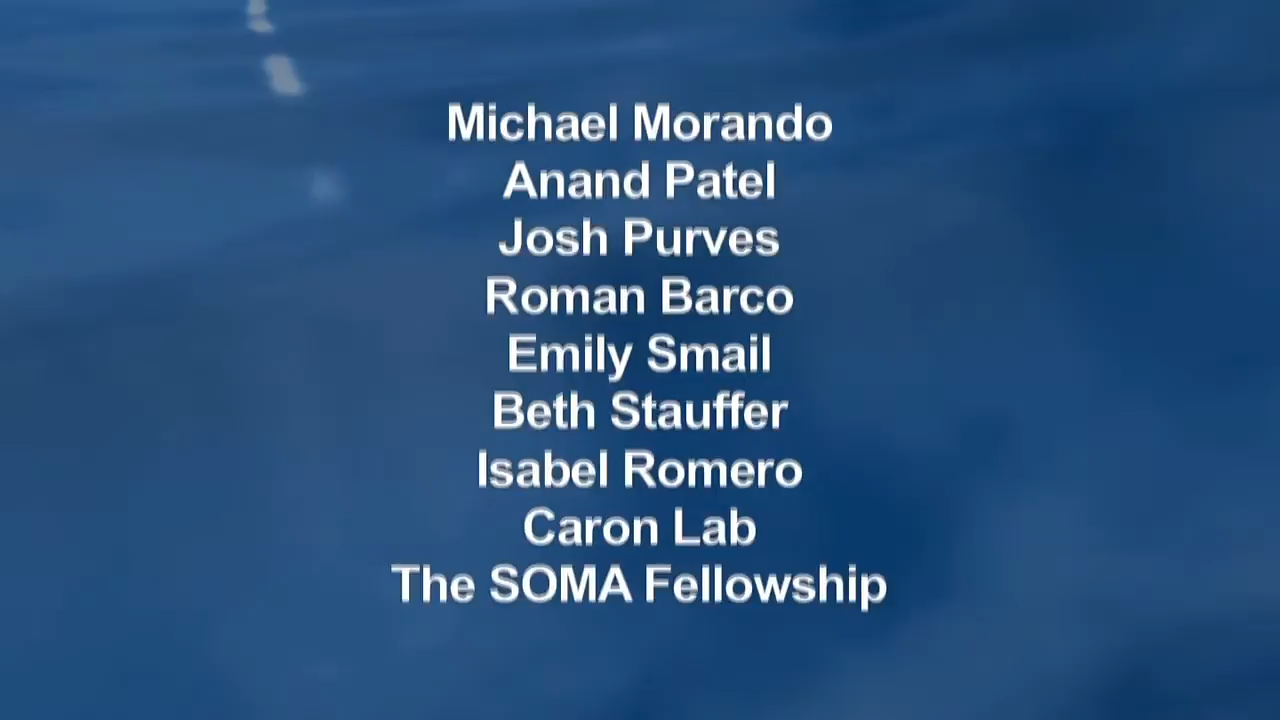 Michael Morando
Anand Patel
Josh Purves
Roman Barco
Emily Smail
Beth Stauffer
Isabel Romero
Caron Lab
The SOMA Fellowship